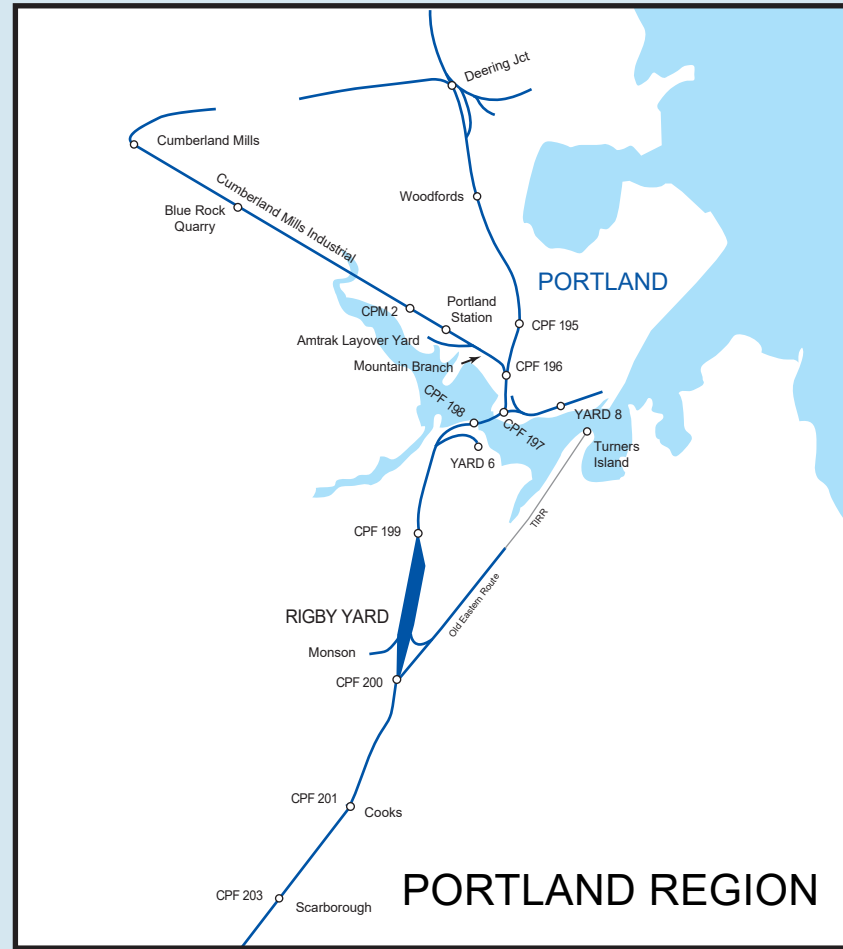 Deering Jct
Cumberland Mills
Cumberland Mills Industrial
Woodfords
Blue Rock
Quarry
PORTLAND
Portland
Station
CPM 2
CPF 195
Amtrak Layover Yard
Mountain Branch
CPF 196
CPF 198
CPF 197
YARD 8
Turners
Island
YARD 6
TIRR
CPF 199
Old Eastern Route
RIGBY YARD
Monson
CPF 200
CPF 201
Cooks
CPF 203
Scarborough
PORTLAND REGION